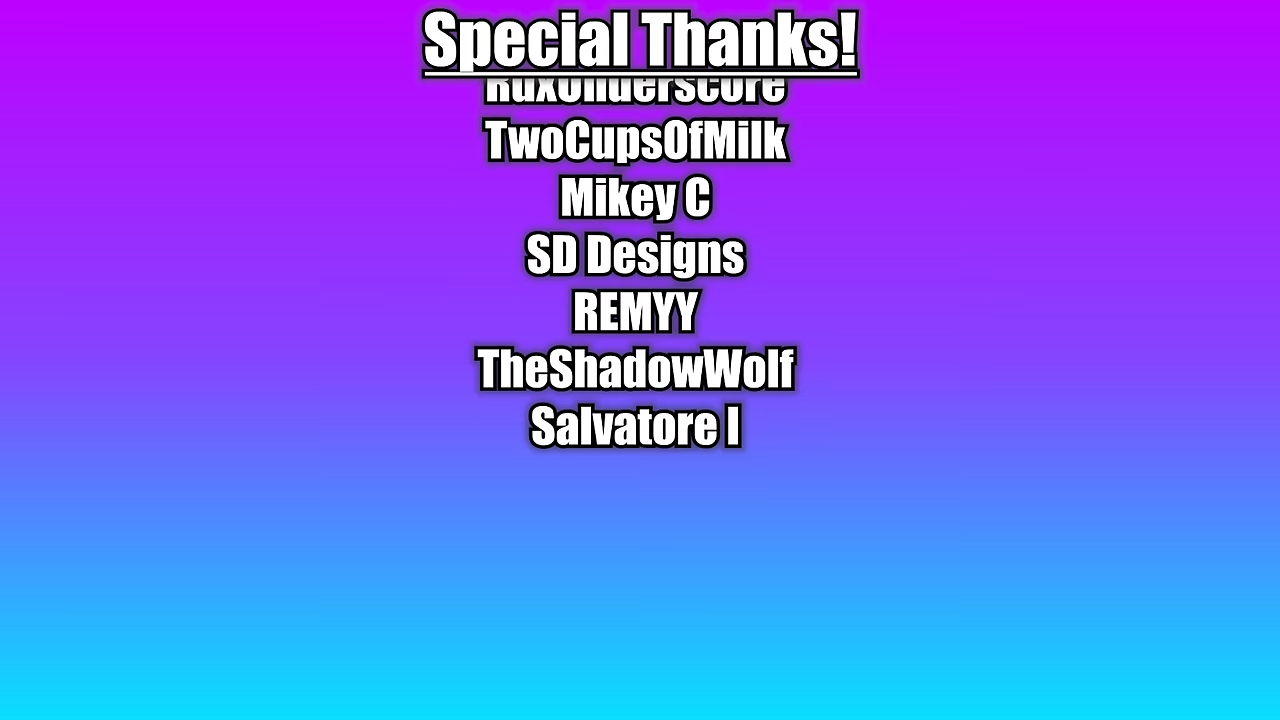 Special Thanks!
TwoCupsOfMilk
Mikey C
SD Designs
REMYY
TheShadowWolf
Salvatore I